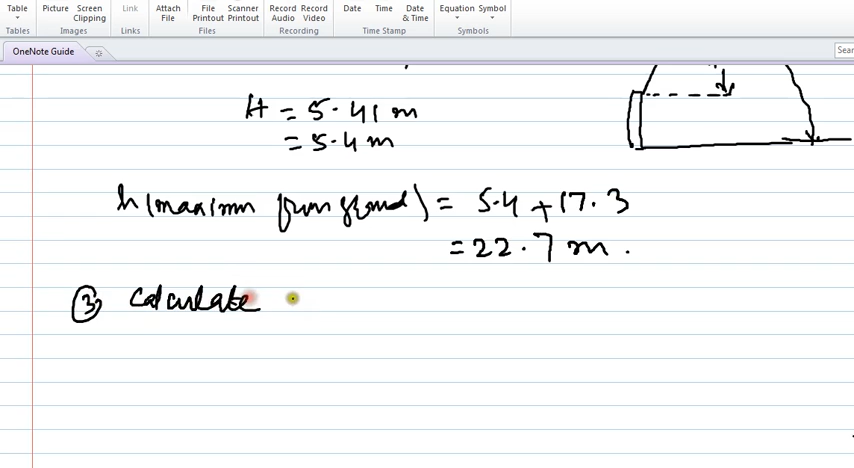 Table Picture Screen Clipping Link Attach File File Printout Scanner Printout Record Audio Record Video Date Time Date & Time Equation Symbol
Tables Images Links Files Recording Time Stamp Symbols
OneNote Guide Sear
H = 5.41 m
= 5.4 m
h (maximum from ground) = 5.4 + 17.3
= 22.7 m.
③ calculate